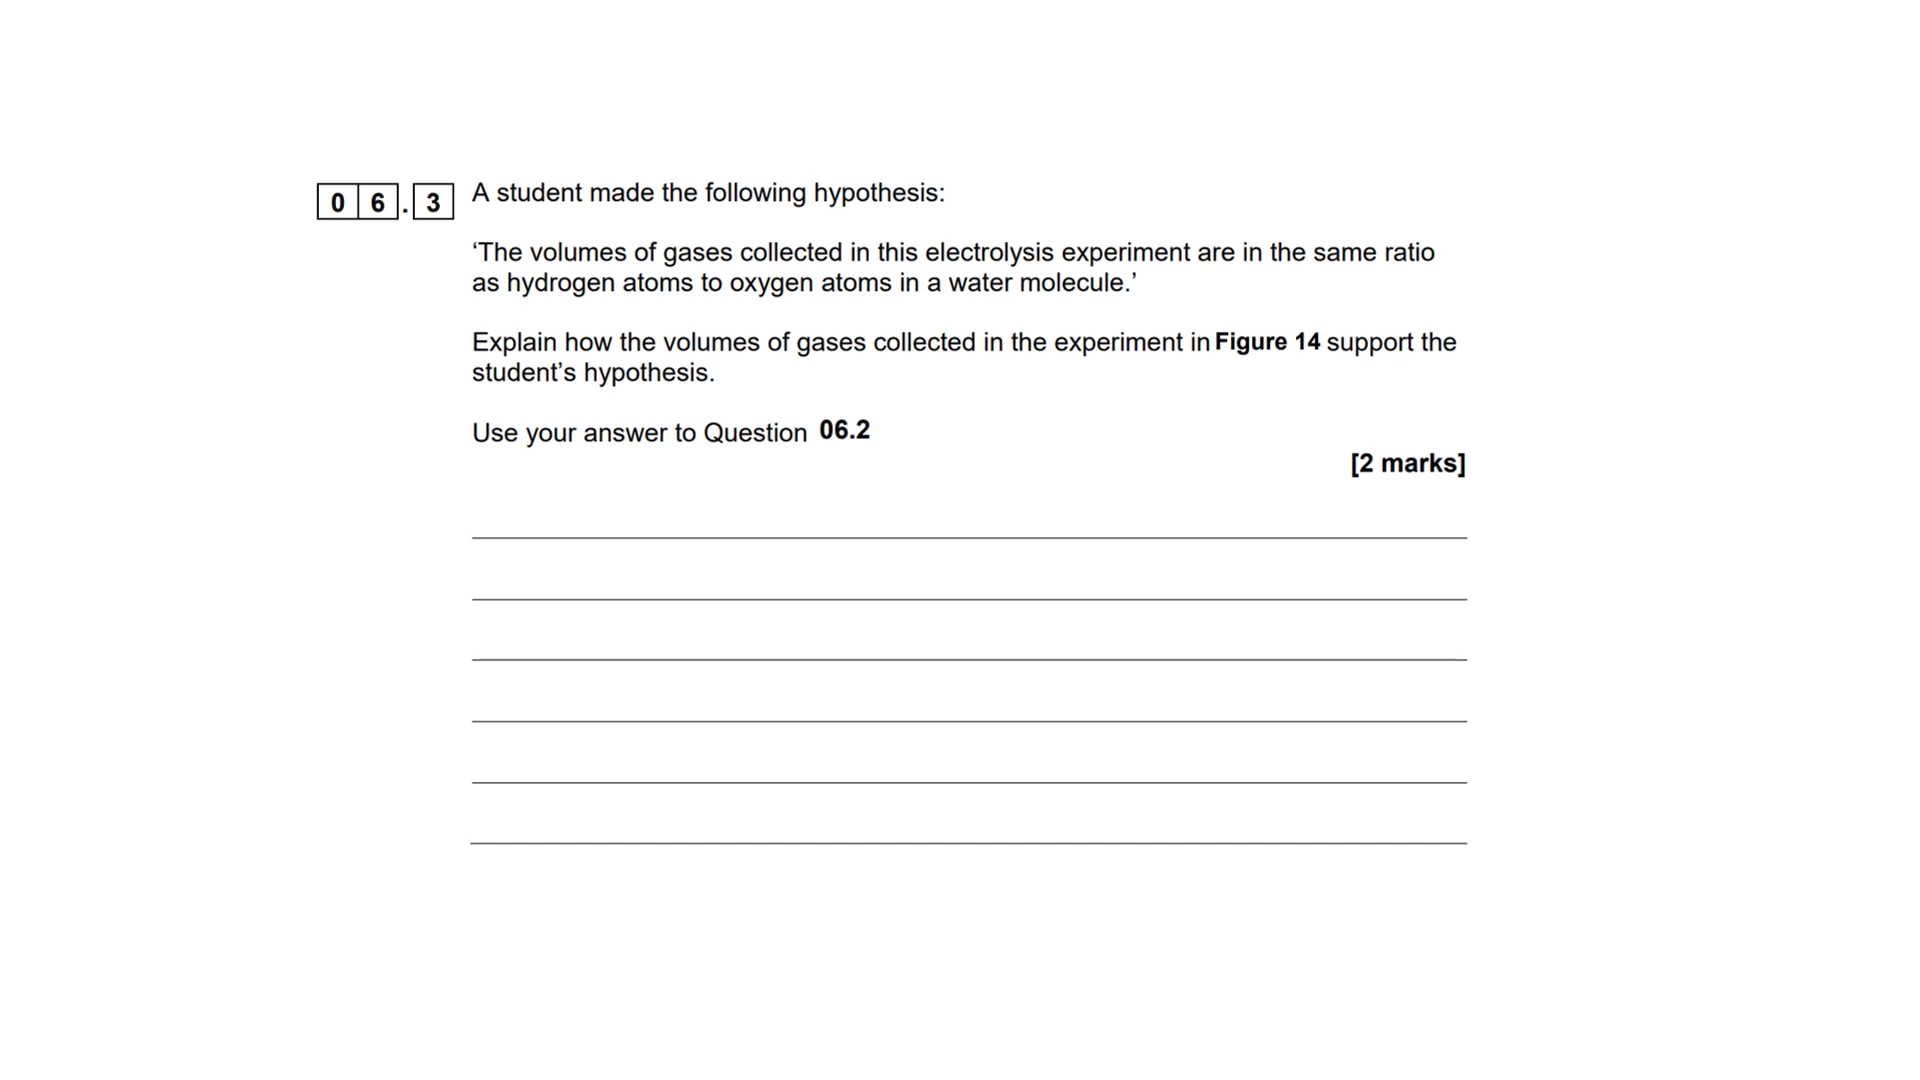 06.3 A student made the following hypothesis:
‘The volumes of gases collected in this electrolysis experiment are in the same ratio
as hydrogen atoms to oxygen atoms in a water molecule.’
Explain how the volumes of gases collected in the experiment in Figure 14 support the
student’s hypothesis.
Use your answer to Question 06.2
[2 marks]